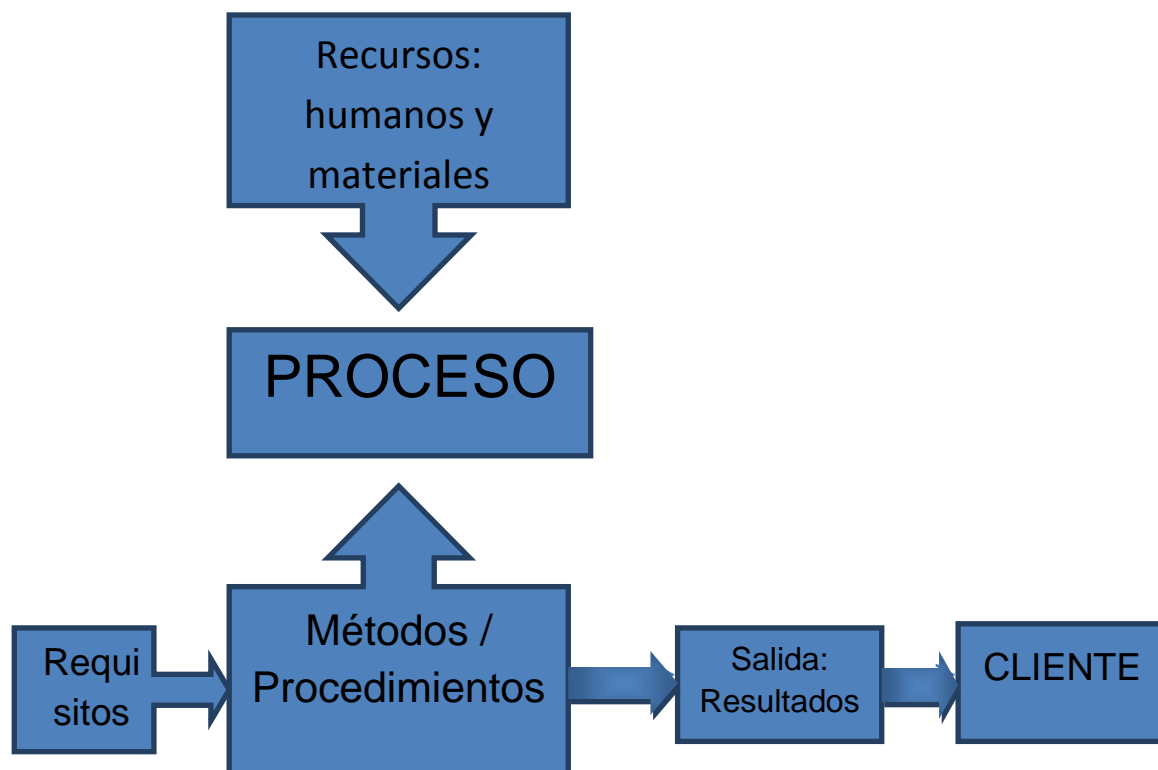 Recursos:
humanos y
materiales
PROCESO
Requi
sitos
Métodos /
Procedimientos
Salida:
Resultados
CLIENTE